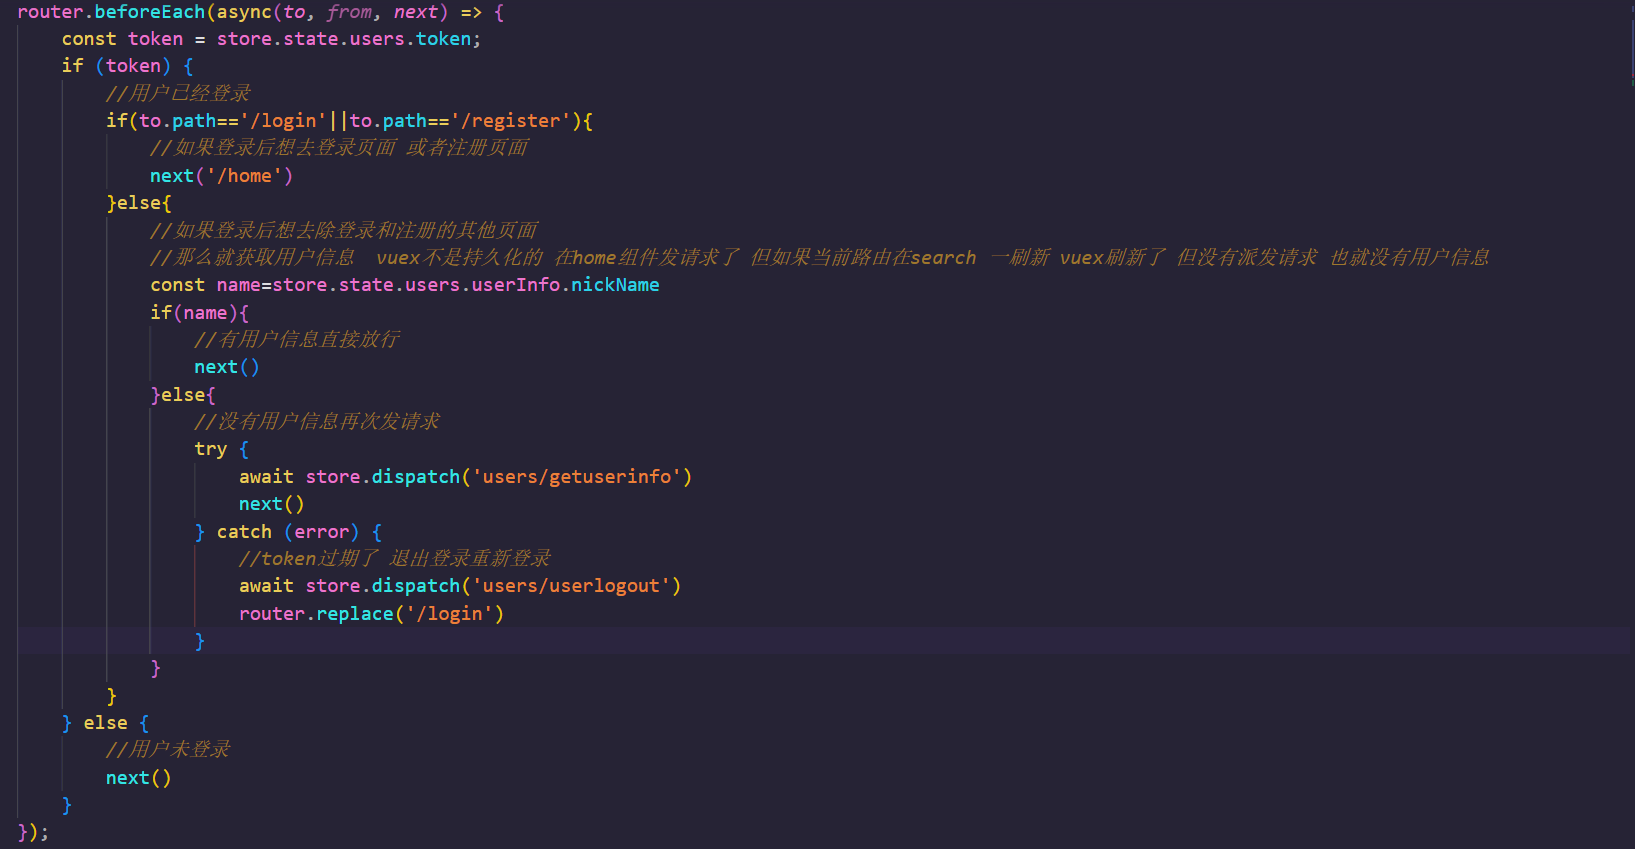 router.beforeEach(async(to, from, next) => {
    const token = store.state.users.token;
    if (token) {
        //用户已经登录
        if(to.path=='/login'||to.path=='/register'){
            //如果登录后想去登录页面 或者注册页面
            next('/home')
        }else{
            //如果登录后想去除登录和注册的其他页面
            //那么就获取用户信息  vuex不是持久化的 在home组件发请求了 但如果当前路由在search 一刷新 vuex刷新了 但没有派发请求 也就没有用户信息
            const name=store.state.users.userInfo.nickName
            if(name){
                //有用户信息直接放行
                next()
            }else{
                //没有用户信息再次发请求
                try {
                    await store.dispatch('users/getuserinfo')
                    next()
                } catch (error) {
                    //token过期了 退出登录重新登录
                    await store.dispatch('users/userlogout')
                    router.replace('/login')
                }
            }
        }
    } else {
        //用户未登录
        next()
    }
});